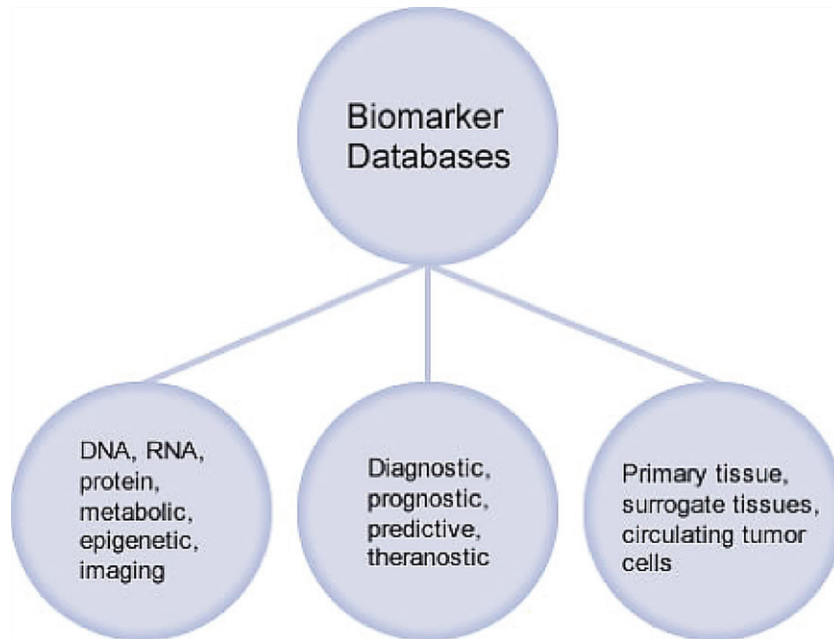 Biomarker
Databases
DNA, RNA,
protein,
metabolic,
epigenetic,
imaging
Diagnostic,
prognostic,
predictive,
theranostic
Primary tissue,
surrogate tissues,
circulating tumor
cells